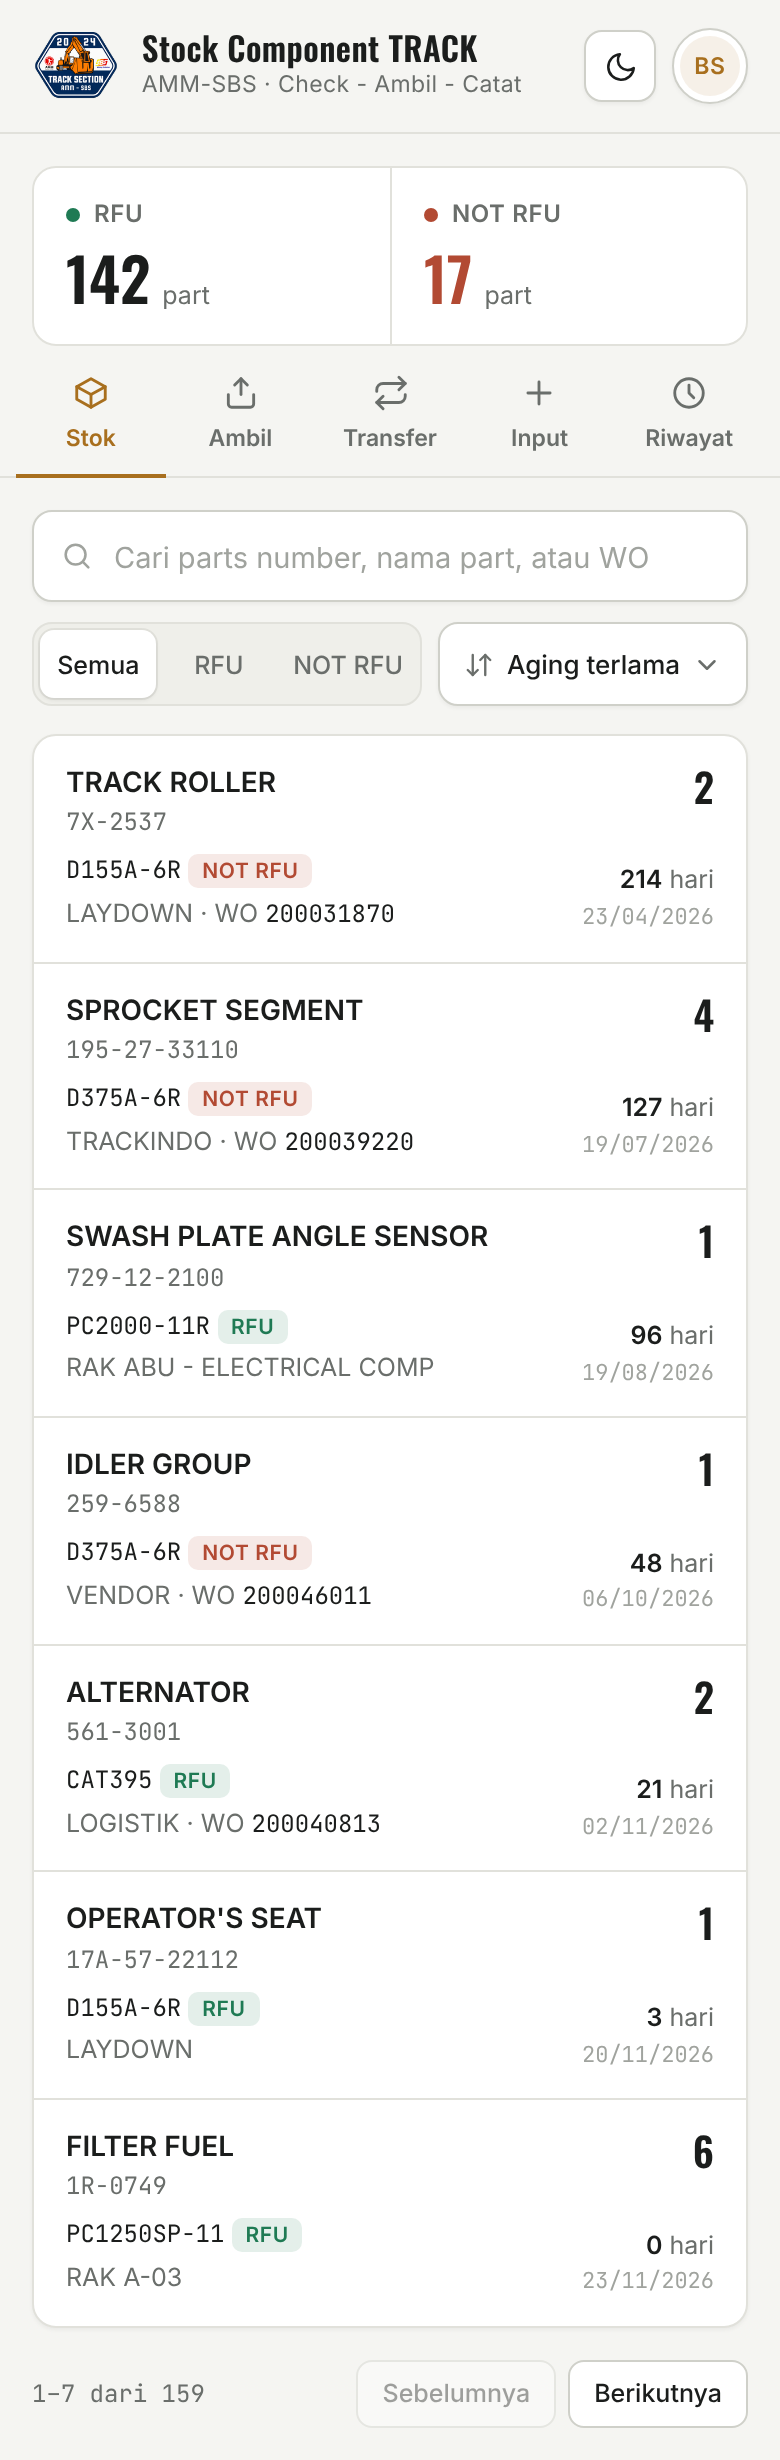 2024
TRACK SECTION
AMM - SBS
Stock Component TRACK
AMM-SBS · Check - Ambil - Catat
BS
RFU
142 part
NOT RFU
17 part
Stok
Ambil
Transfer
Input
Riwayat
Cari parts number, nama part, atau WO
Semua
RFU
NOT RFU
Aging terlama
TRACK ROLLER
2
7X-2537
D155A-6R NOT RFU
214 hari
LAYDOWN · WO 200031870
23/04/2026
SPROCKET SEGMENT
4
195-27-33110
D375A-6R NOT RFU
127 hari
TRACKINDO · WO 200039220
19/07/2026
SWASH PLATE ANGLE SENSOR
1
729-12-2100
PC2000-11R RFU
96 hari
RAK ABU - ELECTRICAL COMP
19/08/2026
IDLER GROUP
1
259-6588
D375A-6R NOT RFU
48 hari
VENDOR · WO 200046011
06/10/2026
ALTERNATOR
2
561-3001
CAT395 RFU
21 hari
LOGISTIK · WO 200040813
02/11/2026
OPERATOR'S SEAT
1
17A-57-22112
D155A-6R RFU
3 hari
LAYDOWN
20/11/2026
FILTER FUEL
6
1R-0749
PC1250SP-11 RFU
0 hari
RAK A-03
23/11/2026
1–7 dari 159
Sebelumnya
Berikutnya